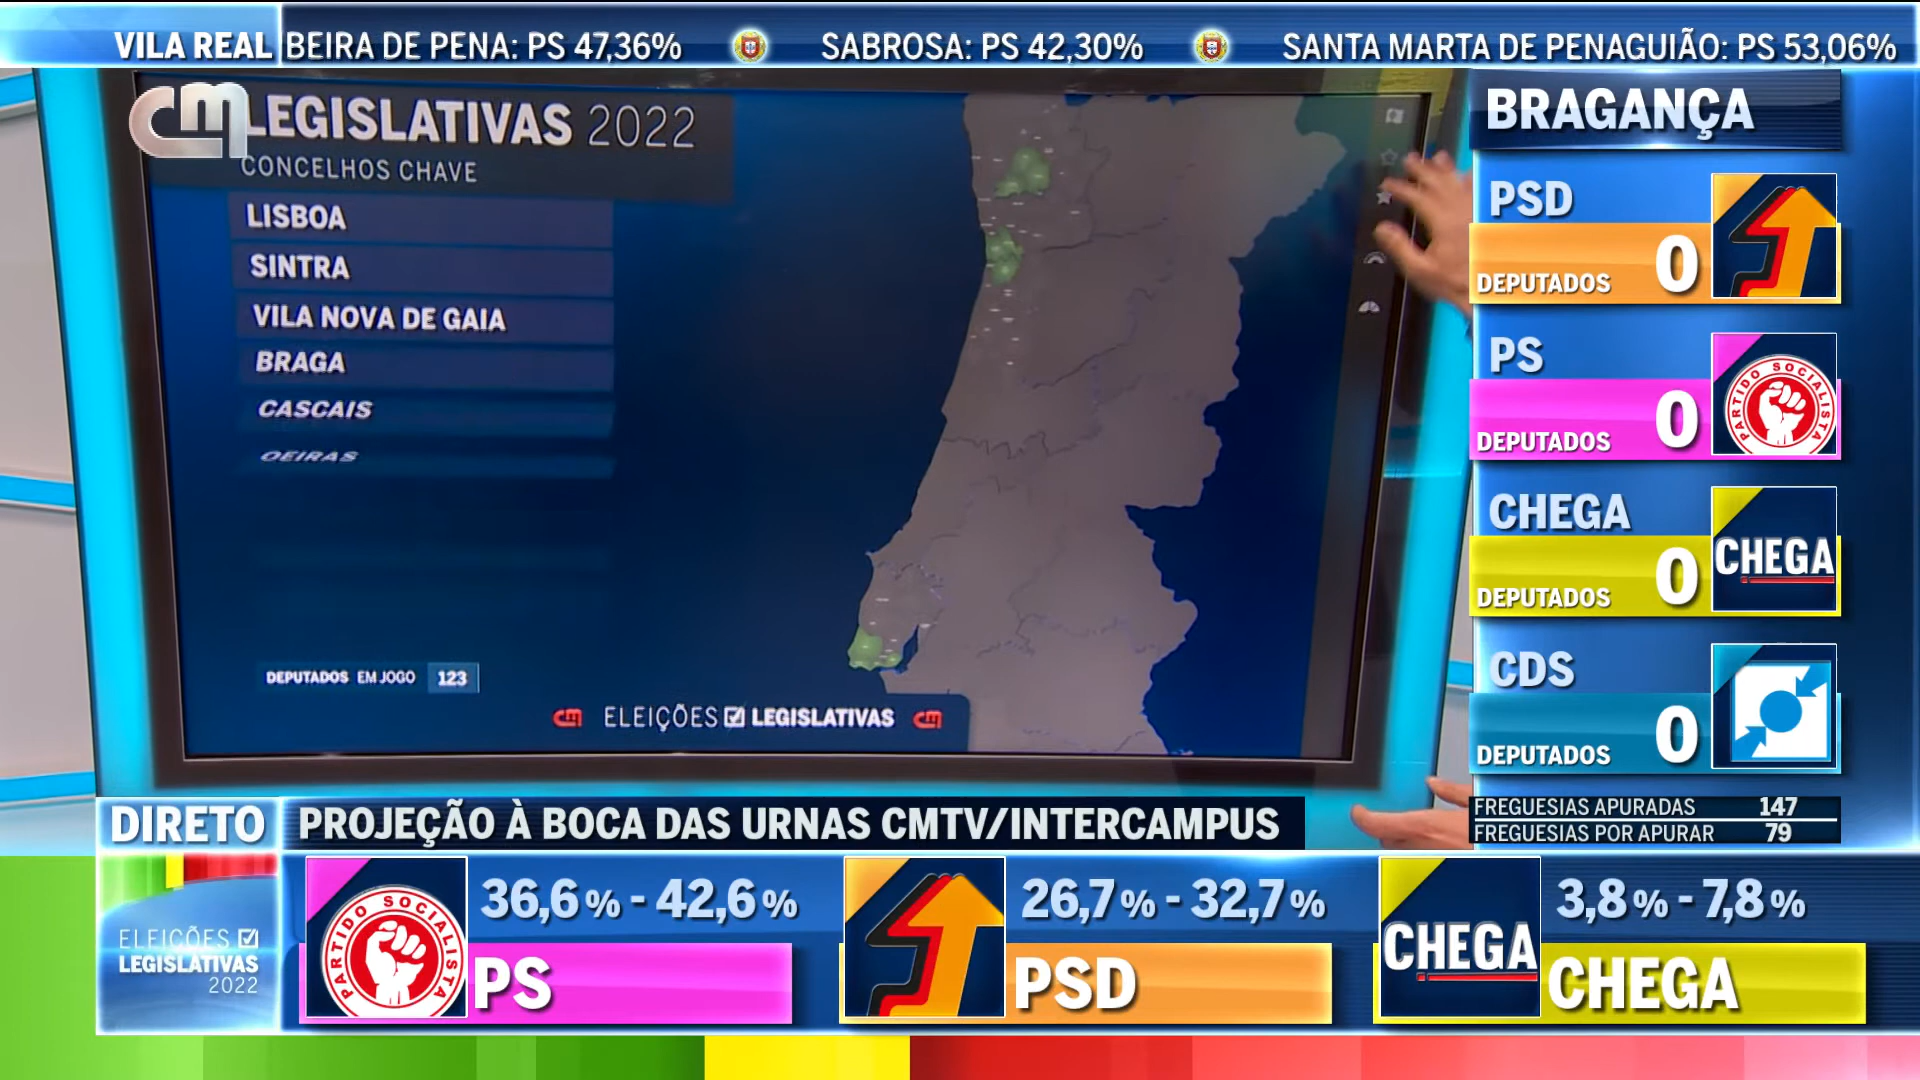 VILA REAL
BEIRA DE PENA: PS 47,36%
SABROSA: PS 42,30%
SANTA MARTA DE PENAGUIÃO: PS 53,06%
CM
LEGISLATIVAS 2022
CONCELHOS CHAVE
LISBOA
SINTRA
VILA NOVA DE GAIA
BRAGA
CASCAIS
OEIRAS
DEPUTADOS EM JOGO 123
CM ELEIÇÕES LEGISLATIVAS CM
BRAGANÇA
PSD
DEPUTADOS 0
PS
DEPUTADOS 0
PARTIDO SOCIALISTA
CHEGA
DEPUTADOS 0
CHEGA
CDS
DEPUTADOS 0
FREGUESIAS APURADAS 147
FREGUESIAS POR APURAR 79
DIRETO
PROJEÇÃO À BOCA DAS URNAS CMTV/INTERCAMPUS
ELEIÇÕES
LEGISLATIVAS
2022
PARTIDO SOCIALISTA
36,6% - 42,6%
PS
26,7% - 32,7%
PSD
CHEGA
3,8% - 7,8%
CHEGA